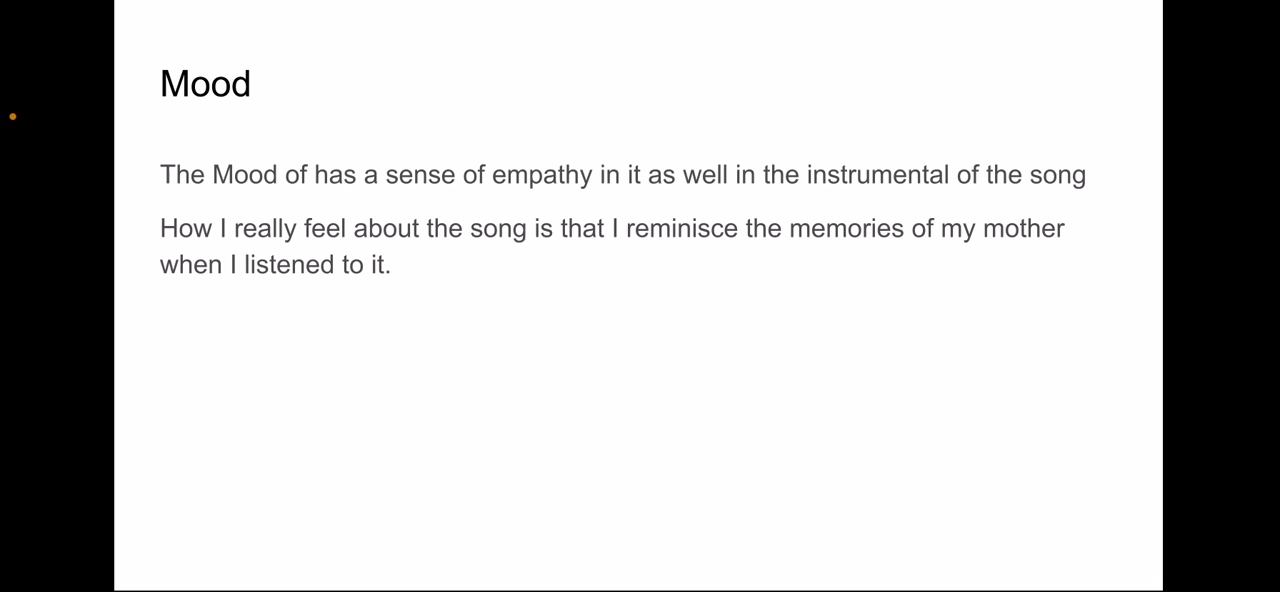 Mood
The Mood of has a sense of empathy in it as well in the instrumental of the song
How I really feel about the song is that I reminisce the memories of my mother
when I listened to it.